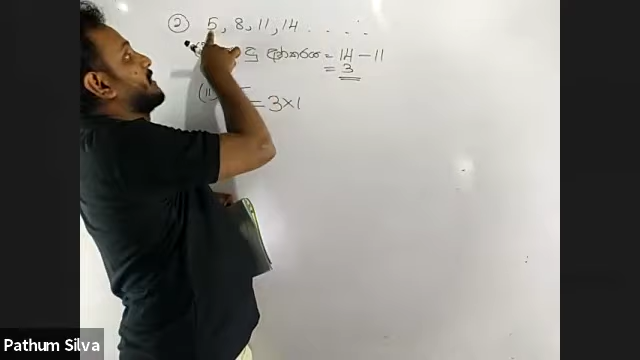 ② 5, 8, 11, 14 . . . .
දු අන්තරය = 14 - 11
= 3
(ii)
= 3×1
Pathum Silva